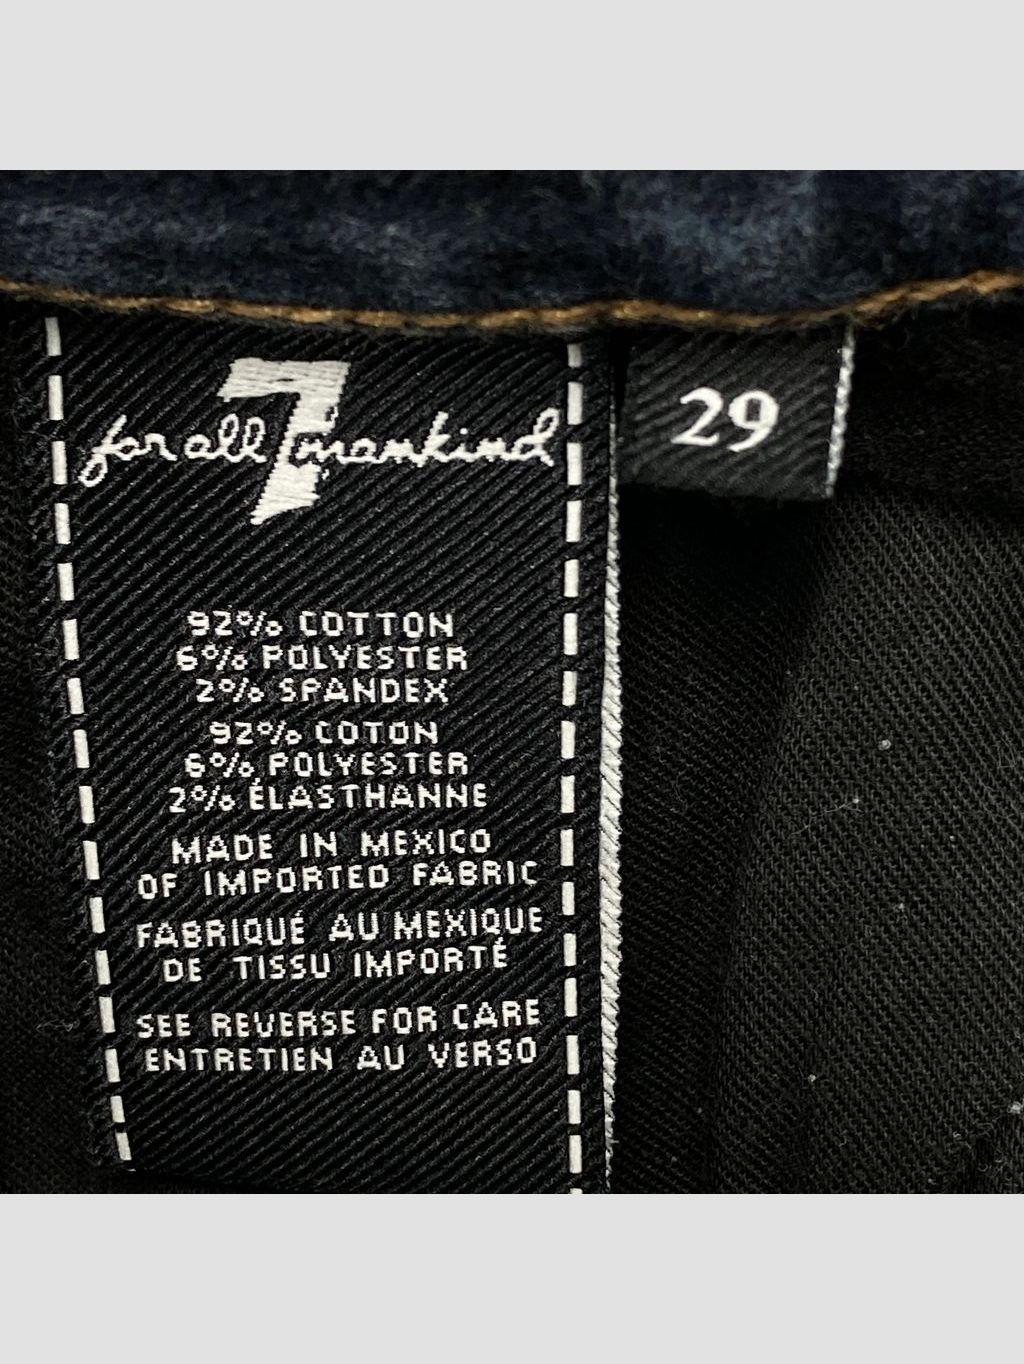 7
for all mankind
29
92% COTTON
6% POLYESTER
2% SPANDEX
92% COTON
6% POLYESTER
2% ÉLASTHANNE
MADE IN MEXICO
OF IMPORTED FABRIC
FABRIQUÉ AU MEXIQUE
DE TISSU IMPORTÉ
SEE REVERSE FOR CARE
ENTRETIEN AU VERSO